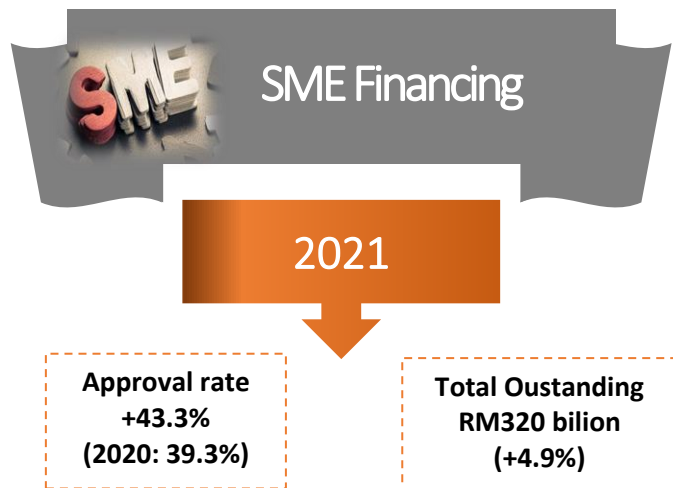 SME
SME Financing
2021
Approval rate
+43.3%
(2020: 39.3%)
Total Oustanding
RM320 bilion
(+4.9%)